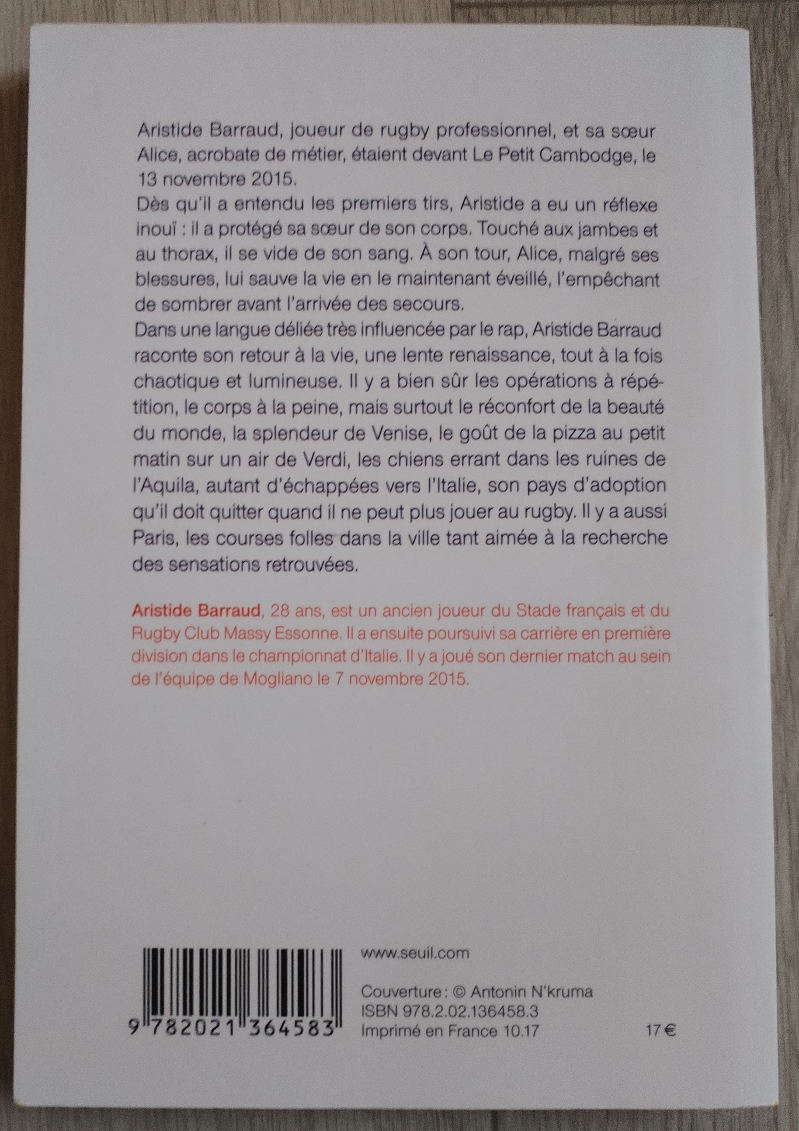 Aristide Barraud, joueur de rugby professionnel, et sa sœur
Alice, acrobate de métier, étaient devant Le Petit Cambodge, le
13 novembre 2015.
Dès qu'il a entendu les premiers tirs, Aristide a eu un réflexe
inouï : il a protégé sa sœur de son corps. Touché aux jambes et
au thorax, il se vide de son sang. À son tour, Alice, malgré ses
blessures, lui sauve la vie en le maintenant éveillé, l'empêchant
de sombrer avant l'arrivée des secours.
Dans une langue déliée très influencée par le rap, Aristide Barraud
raconte son retour à la vie, une lente renaissance, tout à la fois
chaotique et lumineuse. Il y a bien sûr les opérations à répé-
tition, le corps à la peine, mais surtout le réconfort de la beauté
du monde, la splendeur de Venise, le goût de la pizza au petit
matin sur un air de Verdi, les chiens errant dans les ruines de
l'Aquila, autant d'échappées vers l'Italie, son pays d'adoption
qu'il doit quitter quand il ne peut plus jouer au rugby. Il y a aussi
Paris, les courses folles dans la ville tant aimée à la recherche
des sensations retrouvées.
Aristide Barraud, 28 ans, est un ancien joueur du Stade français et du
Rugby Club Massy Essonne. Il a ensuite poursuivi sa carrière en première
division dans le championnat d'Italie. Il y a joué son dernier match au sein
de l'équipe de Mogliano le 7 novembre 2015.
www.seuil.com
Couverture : © Antonin N'kruma
ISBN 978.2.02.136458.3
Imprimé en France 10.17
17 €
9 782021 364583